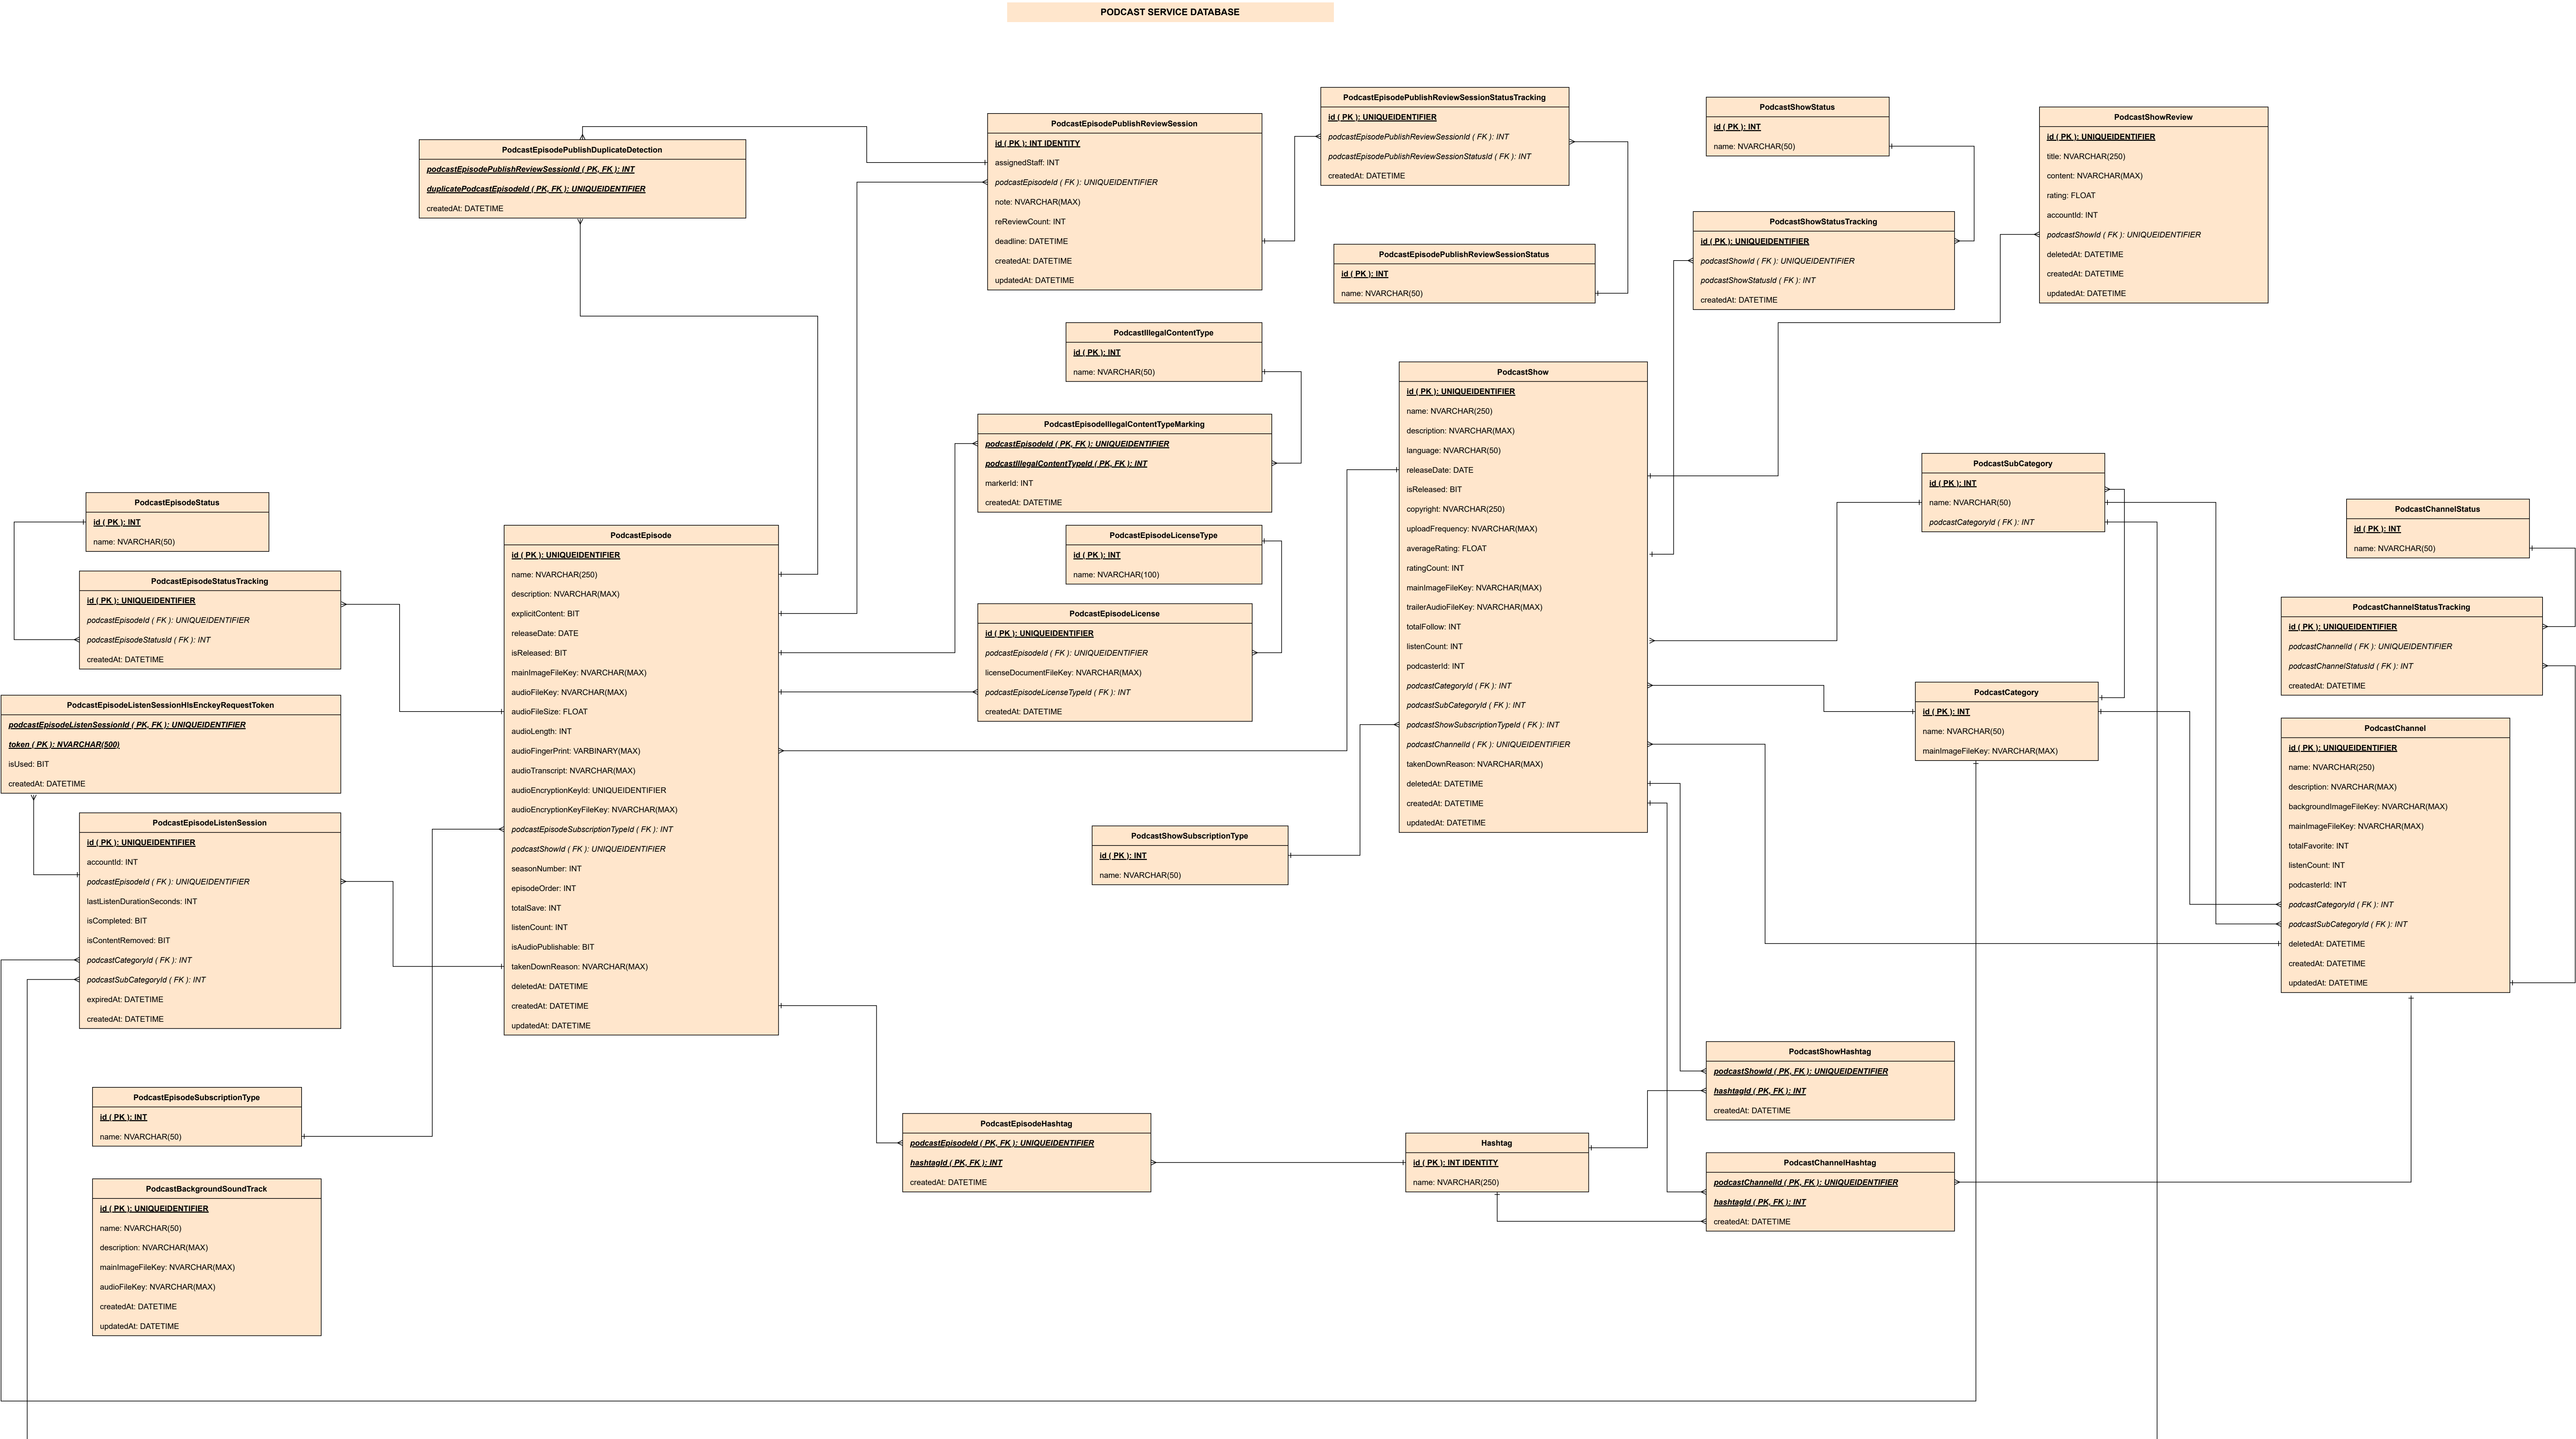 PODCAST SERVICE DATABASE
PodcastEpisodePublishDuplicateDetection
podcastEpisodePublishReviewSessionId ( PK, FK ): INT
duplicatePodcastEpisodeId ( PK, FK ): UNIQUEIDENTIFIER
createdAt: DATETIME
PodcastEpisodePublishReviewSession
id ( PK ): INT IDENTITY
assignedStaff: INT
podcastEpisodeId ( FK ): UNIQUEIDENTIFIER
note: NVARCHAR(MAX)
reReviewCount: INT
deadline: DATETIME
createdAt: DATETIME
updatedAt: DATETIME
PodcastEpisodePublishReviewSessionStatusTracking
id ( PK ): UNIQUEIDENTIFIER
podcastEpisodePublishReviewSessionId ( FK ): INT
podcastEpisodePublishReviewSessionStatusId ( FK ): INT
createdAt: DATETIME
PodcastEpisodePublishReviewSessionStatus
id ( PK ): INT
name: NVARCHAR(50)
PodcastShowStatus
id ( PK ): INT
name: NVARCHAR(50)
PodcastShowStatusTracking
id ( PK ): UNIQUEIDENTIFIER
podcastShowId ( FK ): UNIQUEIDENTIFIER
podcastShowStatusId ( FK ): INT
createdAt: DATETIME
PodcastShowReview
id ( PK ): UNIQUEIDENTIFIER
title: NVARCHAR(250)
content: NVARCHAR(MAX)
rating: FLOAT
accountId: INT
podcastShowId ( FK ): UNIQUEIDENTIFIER
deletedAt: DATETIME
createdAt: DATETIME
updatedAt: DATETIME
PodcastIllegalContentType
id ( PK ): INT
name: NVARCHAR(50)
PodcastEpisodeIllegalContentTypeMarking
podcastEpisodeId ( PK, FK ): UNIQUEIDENTIFIER
podcastIllegalContentTypeId ( PK, FK ): INT
markerId: INT
createdAt: DATETIME
PodcastEpisodeLicenseType
id ( PK ): INT
name: NVARCHAR(100)
PodcastEpisodeLicense
id ( PK ): UNIQUEIDENTIFIER
podcastEpisodeId ( FK ): UNIQUEIDENTIFIER
licenseDocumentFileKey: NVARCHAR(MAX)
podcastEpisodeLicenseTypeId ( FK ): INT
createdAt: DATETIME
PodcastShow
id ( PK ): UNIQUEIDENTIFIER
name: NVARCHAR(250)
description: NVARCHAR(MAX)
language: NVARCHAR(50)
releaseDate: DATE
isReleased: BIT
copyright: NVARCHAR(250)
uploadFrequency: NVARCHAR(MAX)
averageRating: FLOAT
ratingCount: INT
mainImageFileKey: NVARCHAR(MAX)
trailerAudioFileKey: NVARCHAR(MAX)
totalFollow: INT
listenCount: INT
podcasterId: INT
podcastCategoryId ( FK ): INT
podcastSubCategoryId ( FK ): INT
podcastShowSubscriptionTypeId ( FK ): INT
podcastChannelId ( FK ): UNIQUEIDENTIFIER
takenDownReason: NVARCHAR(MAX)
deletedAt: DATETIME
createdAt: DATETIME
updatedAt: DATETIME
PodcastSubCategory
id ( PK ): INT
name: NVARCHAR(50)
podcastCategoryId ( FK ): INT
PodcastCategory
id ( PK ): INT
name: NVARCHAR(50)
mainImageFileKey: NVARCHAR(MAX)
PodcastChannelStatus
id ( PK ): INT
name: NVARCHAR(50)
PodcastChannelStatusTracking
id ( PK ): UNIQUEIDENTIFIER
podcastChannelId ( FK ): UNIQUEIDENTIFIER
podcastChannelStatusId ( FK ): INT
createdAt: DATETIME
PodcastChannel
id ( PK ): UNIQUEIDENTIFIER
name: NVARCHAR(250)
description: NVARCHAR(MAX)
backgroundImageFileKey: NVARCHAR(MAX)
mainImageFileKey: NVARCHAR(MAX)
totalFavorite: INT
listenCount: INT
podcasterId: INT
podcastCategoryId ( FK ): INT
podcastSubCategoryId ( FK ): INT
deletedAt: DATETIME
createdAt: DATETIME
updatedAt: DATETIME
PodcastEpisodeStatus
id ( PK ): INT
name: NVARCHAR(50)
PodcastEpisodeStatusTracking
id ( PK ): UNIQUEIDENTIFIER
podcastEpisodeId ( FK ): UNIQUEIDENTIFIER
podcastEpisodeStatusId ( FK ): INT
createdAt: DATETIME
PodcastEpisodeListenSessionHlsEnckeyRequestToken
podcastEpisodeListenSessionId ( PK, FK ): UNIQUEIDENTIFIER
token ( PK ): NVARCHAR(500)
isUsed: BIT
createdAt: DATETIME
PodcastEpisodeListenSession
id ( PK ): UNIQUEIDENTIFIER
accountId: INT
podcastEpisodeId ( FK ): UNIQUEIDENTIFIER
lastListenDurationSeconds: INT
isCompleted: BIT
isContentRemoved: BIT
podcastCategoryId ( FK ): INT
podcastSubCategoryId ( FK ): INT
expiredAt: DATETIME
createdAt: DATETIME
PodcastEpisode
id ( PK ): UNIQUEIDENTIFIER
name: NVARCHAR(250)
description: NVARCHAR(MAX)
explicitContent: BIT
releaseDate: DATE
isReleased: BIT
mainImageFileKey: NVARCHAR(MAX)
audioFileKey: NVARCHAR(MAX)
audioFileSize: FLOAT
audioLength: INT
audioFingerPrint: VARBINARY(MAX)
audioTranscript: NVARCHAR(MAX)
audioEncryptionKeyId: UNIQUEIDENTIFIER
audioEncryptionKeyFileKey: NVARCHAR(MAX)
podcastEpisodeSubscriptionTypeId ( FK ): INT
podcastShowId ( FK ): UNIQUEIDENTIFIER
seasonNumber: INT
episodeOrder: INT
totalSave: INT
listenCount: INT
isAudioPublishable: BIT
takenDownReason: NVARCHAR(MAX)
deletedAt: DATETIME
createdAt: DATETIME
updatedAt: DATETIME
PodcastShowSubscriptionType
id ( PK ): INT
name: NVARCHAR(50)
PodcastEpisodeSubscriptionType
id ( PK ): INT
name: NVARCHAR(50)
PodcastBackgroundSoundTrack
id ( PK ): UNIQUEIDENTIFIER
name: NVARCHAR(50)
description: NVARCHAR(MAX)
mainImageFileKey: NVARCHAR(MAX)
audioFileKey: NVARCHAR(MAX)
createdAt: DATETIME
updatedAt: DATETIME
PodcastEpisodeHashtag
podcastEpisodeId ( PK, FK ): UNIQUEIDENTIFIER
hashtagId ( PK, FK ): INT
createdAt: DATETIME
Hashtag
id ( PK ): INT IDENTITY
name: NVARCHAR(250)
PodcastShowHashtag
podcastShowId ( PK, FK ): UNIQUEIDENTIFIER
hashtagId ( PK, FK ): INT
createdAt: DATETIME
PodcastChannelHashtag
podcastChannelId ( PK, FK ): UNIQUEIDENTIFIER
hashtagId ( PK, FK ): INT
createdAt: DATETIME